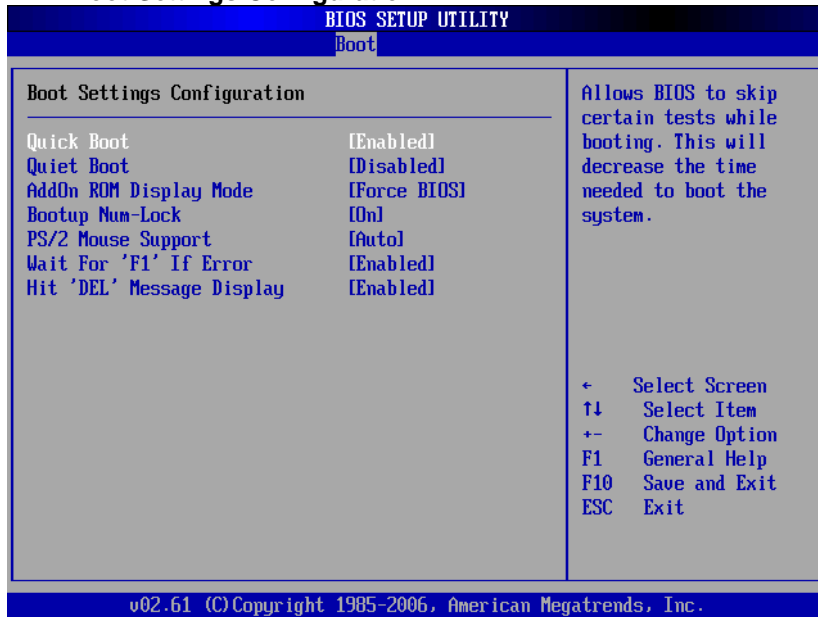 BIOS SETUP UTILITY
Boot
Boot Settings Configuration
Quick Boot [Enabled]
Quiet Boot [Disabled]
AddOn ROM Display Mode [Force BIOS]
Bootup Num-Lock [On]
PS/2 Mouse Support [Auto]
Wait For 'F1' If Error [Enabled]
Hit 'DEL' Message Display [Enabled]
Allows BIOS to skip
certain tests while
booting. This will
decrease the time
needed to boot the
system.
← Select Screen
↑↓ Select Item
+- Change Option
F1 General Help
F10 Save and Exit
ESC Exit
v02.61 (C)Copyright 1985-2006, American Megatrends, Inc.